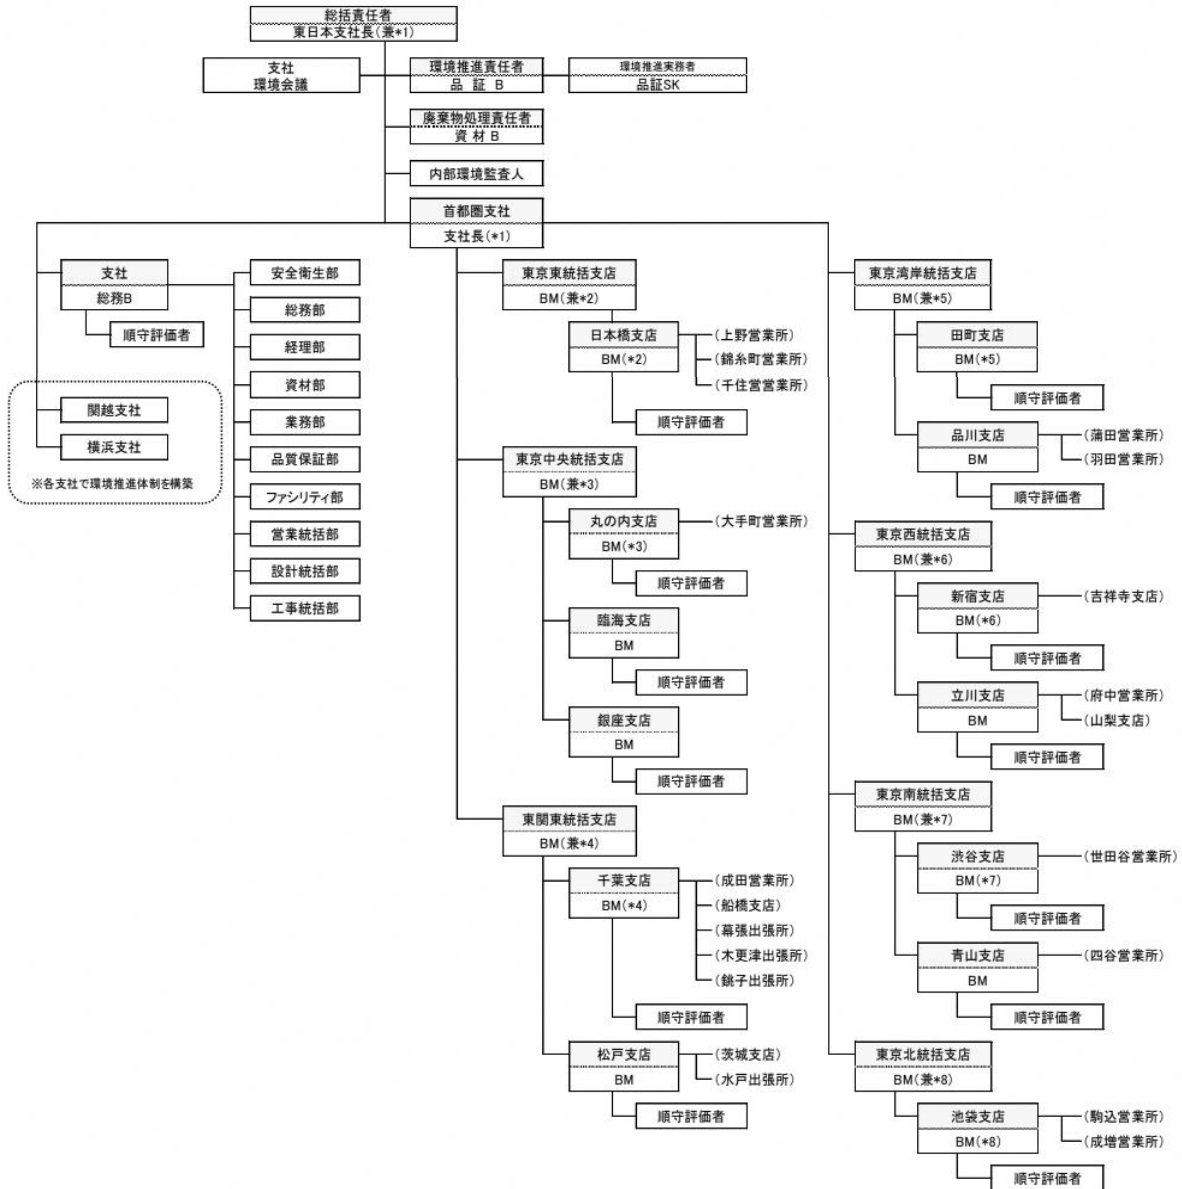 総括責任者
東日本支社長(兼*1)
支社
環境会議
環境推進責任者
品 証 B
環境推進実務者
品証SK
廃棄物処理責任者
資 材 B
内部環境監査人
首都圏支社
支社長(*1)
支社
総務B
順守評価者
関越支社
横浜支社
※各支社で環境推進体制を構築
安全衛生部
総務部
経理部
資材部
業務部
品質保証部
ファシリティ部
営業統括部
設計統括部
工事統括部
東京東統括支店
BM(兼*2)
日本橋支店
BM(*2)
(上野営業所)
(錦糸町営業所)
(千住営営業所)
順守評価者
東京中央統括支店
BM(兼*3)
丸の内支店
BM(*3)
(大手町営業所)
順守評価者
臨海支店
BM
順守評価者
銀座支店
BM
順守評価者
東関東統括支店
BM(兼*4)
千葉支店
BM(*4)
(成田営業所)
(船橋支店)
(幕張出張所)
(木更津出張所)
(銚子出張所)
順守評価者
松戸支店
BM
(茨城支店)
(水戸出張所)
順守評価者
東京湾岸統括支店
BM(兼*5)
田町支店
BM(*5)
順守評価者
品川支店
BM
(蒲田営業所)
(羽田営業所)
順守評価者
東京西統括支店
BM(兼*6)
新宿支店
BM(*6)
(吉祥寺支店)
順守評価者
立川支店
BM
(府中営業所)
(山梨支店)
順守評価者
東京南統括支店
BM(兼*7)
渋谷支店
BM(*7)
(世田谷営業所)
順守評価者
青山支店
BM
(四谷営業所)
順守評価者
東京北統括支店
BM(兼*8)
池袋支店
BM(*8)
(駒込営業所)
(成増営業所)
順守評価者